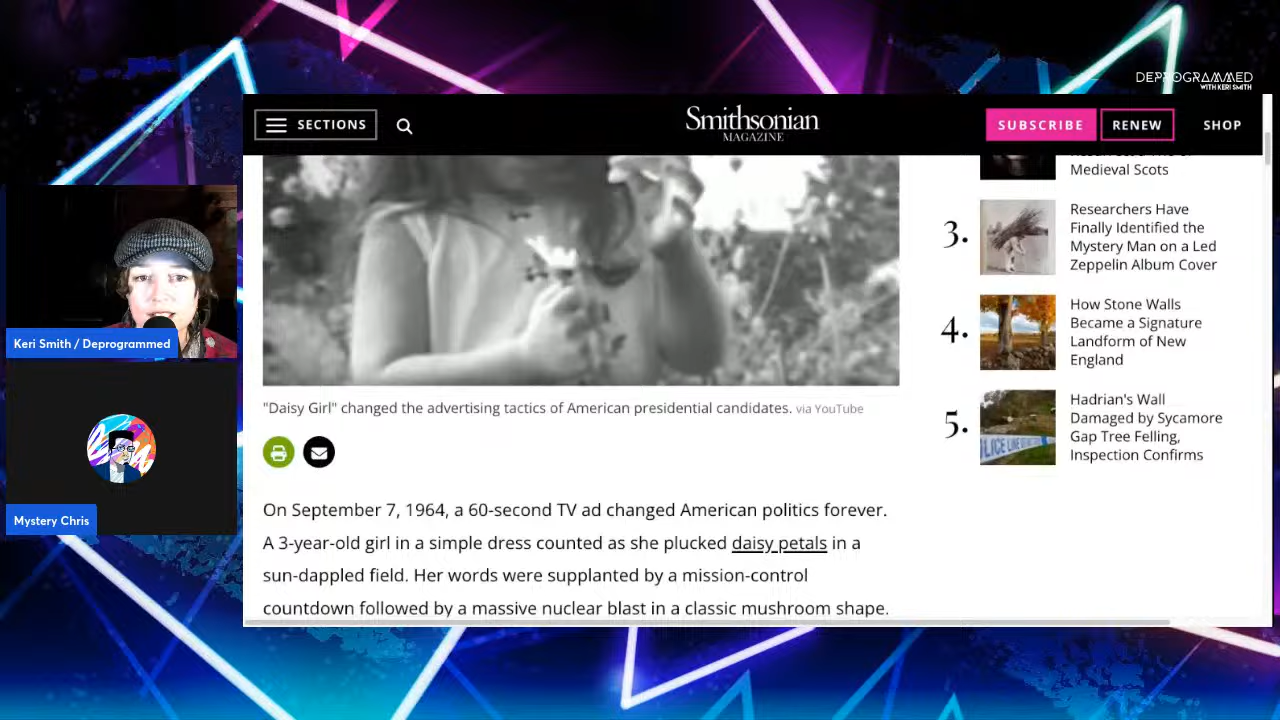 DEPROGRAMMED
WITH KERI SMITH
SECTIONS
Smithsonian
MAGAZINE
SUBSCRIBE
RENEW
SHOP
Medieval Scots
3.
Researchers Have
Finally Identified the
Mystery Man on a Led
Zeppelin Album Cover
4.
How Stone Walls
Became a Signature
Landform of New
England
5.
Hadrian's Wall
Damaged by Sycamore
Gap Tree Felling,
Inspection Confirms
POLICE LINE
Keri Smith / Deprogrammed
Mystery Chris
"Daisy Girl" changed the advertising tactics of American presidential candidates. via YouTube
On September 7, 1964, a 60-second TV ad changed American politics forever.
A 3-year-old girl in a simple dress counted as she plucked daisy petals in a
sun-dappled field. Her words were supplanted by a mission-control
countdown followed by a massive nuclear blast in a classic mushroom shape.